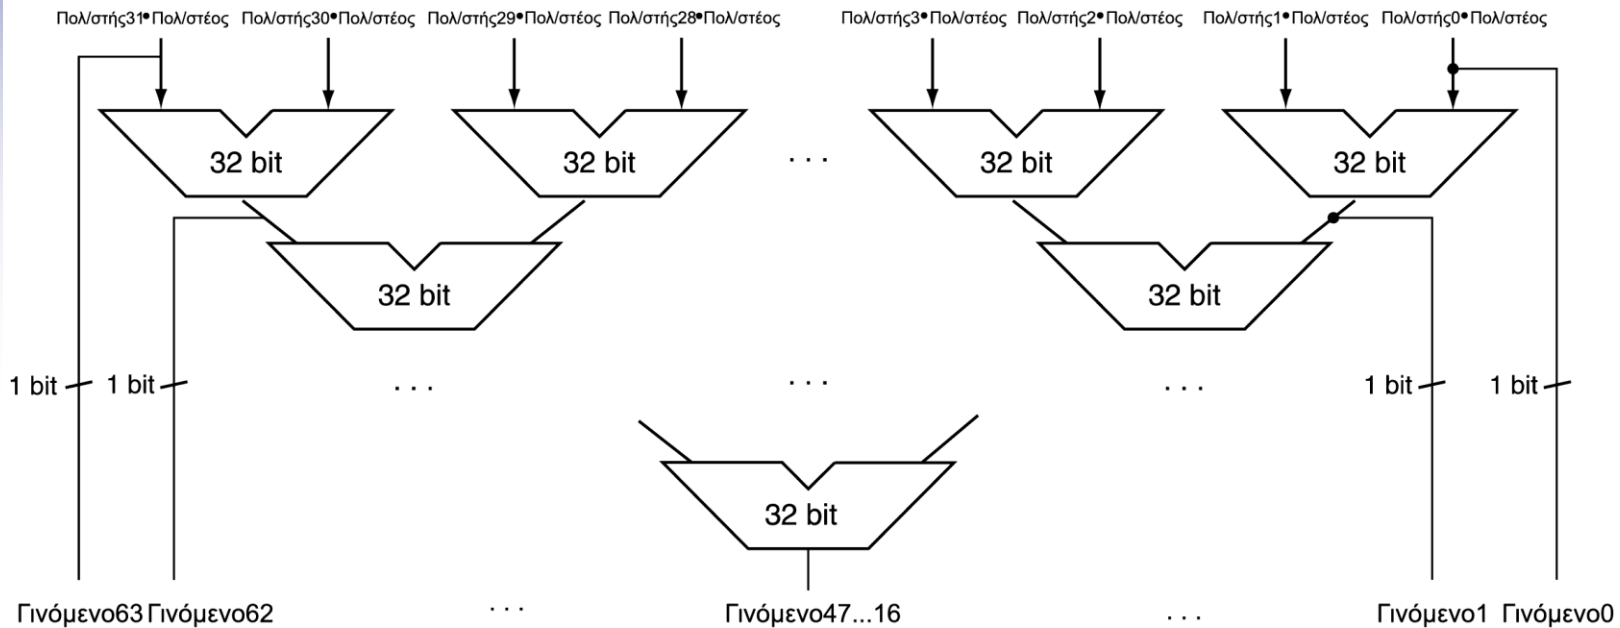 Πολ/στής31•Πολ/στέος Πολ/στής30•Πολ/στέος Πολ/στής29•Πολ/στέος Πολ/στής28•Πολ/στέος Πολ/στής3•Πολ/στέος Πολ/στής2•Πολ/στέος Πολ/στής1•Πολ/στέος Πολ/στής0•Πολ/στέος
32 bit 32 bit . . . 32 bit 32 bit
32 bit 32 bit
1 bit 1 bit . . . . . . . . . 1 bit 1 bit
32 bit
Γινόμενο63 Γινόμενο62 . . . Γινόμενο47...16 . . . Γινόμενο1 Γινόμενο0